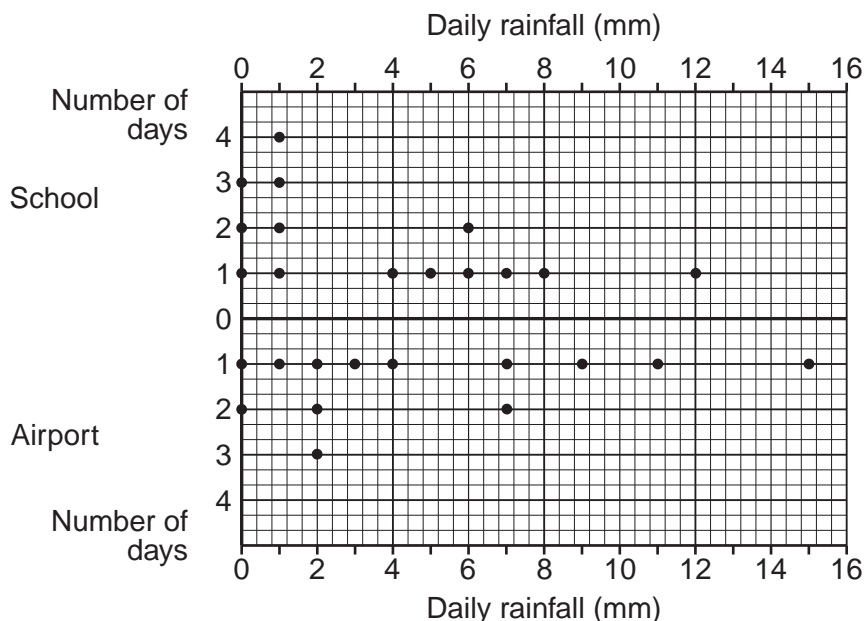 Daily rainfall (mm)
0 2 4 6 8 10 12 14 16
Number of
days
4
3
School
2
1
0
1
2
Airport
3
4
Number of
days
0 2 4 6 8 10 12 14 16
Daily rainfall (mm)